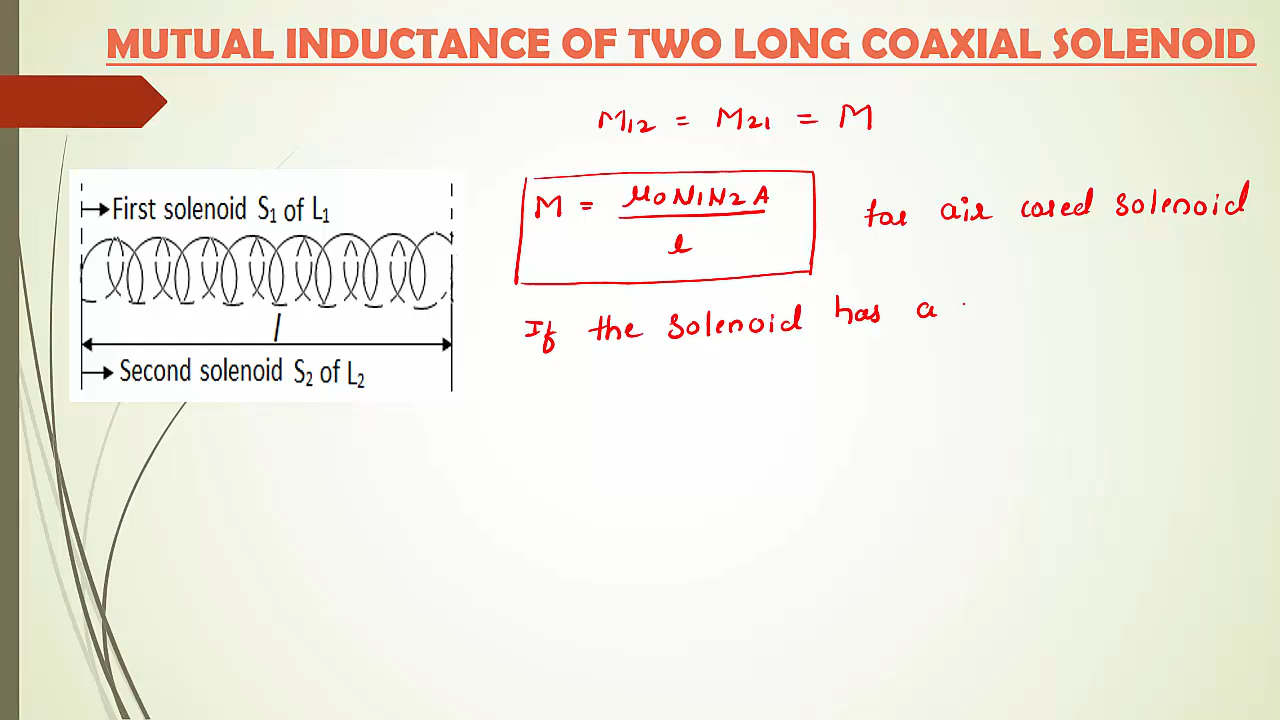 MUTUAL INDUCTANCE OF TWO LONG COAXIAL SOLENOID
M12 = M21 = M
First solenoid S1 of L1
l
Second solenoid S2 of L2
M = μ0N1N2A / l for air cored solenoid
If the solenoid has a